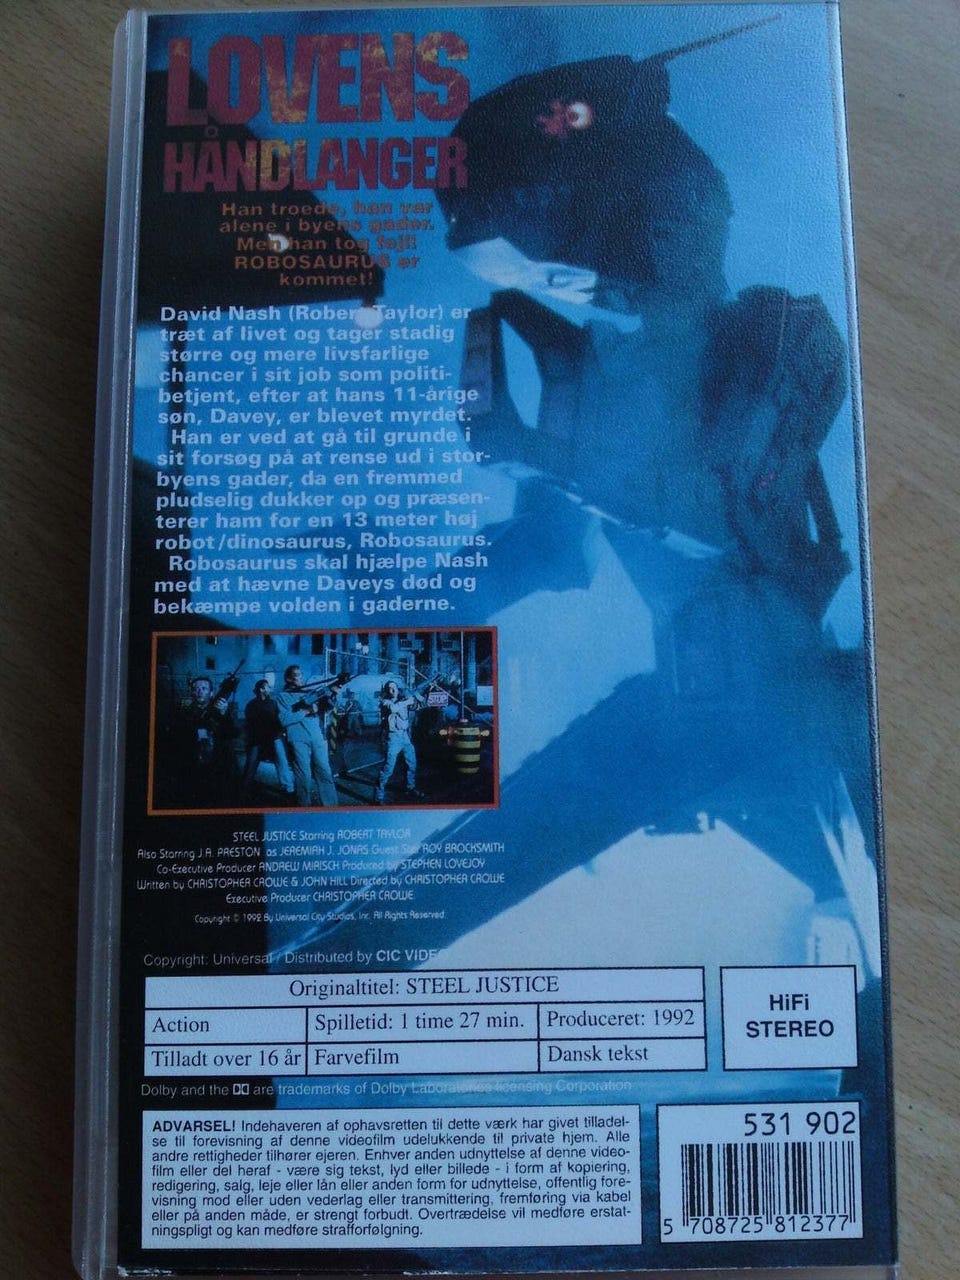 LOVENS
HÅNDLANGER
Han troede, han var
alene i byens gader.
Men han tog fejl!
ROBOSAURUS er
kommet!
David Nash (Robert Taylor) er
træt af livet og tager stadig
større og mere livsfarlige
chancer i sit job som politi-
betjent, efter at hans 11-årige
søn, Davey, er blevet myrdet.
Han er ved at gå til grunde i
sit forsøg på at rense ud i stor-
byens gader, da en fremmed
pludselig dukker op og præsen-
terer ham for en 13 meter høj
robot/dinosaurus, Robosaurus.
Robosaurus skal hjælpe Nash
med at hævne Daveys død og
bekæmpe volden i gaderne.
STEEL JUSTICE Starring ROBERT TAYLOR
Also Starring J.A. PRESTON as JEREMIAH J. JONAS Guest Star ROY BROCKSMITH
Co-Executive Producer ANDREW MIRISCH Produced by STEPHEN LOVEJOY
Written by CHRISTOPHER CROWE & JOHN HILL Directed by CHRISTOPHER CROWE
Executive Producer CHRISTOPHER CROWE
Copyright © 1992 By Universal City Studios, Inc. All Rights Reserved.
Copyright: Universal / Distributed by CIC VIDEO
Originaltitel: STEEL JUSTICE
Action Spilletid: 1 time 27 min. Produceret: 1992
Tilladt over 16 år Farvefilm Dansk tekst
HiFi
STEREO
Dolby and the DD are trademarks of Dolby Laboratories licensing Corporation
ADVARSEL! Indehaveren af ophavsretten til dette værk har givet tilladel-
se til forevisning af denne videofilm udelukkende til private hjem. Alle
andre rettigheder tilhører ejeren. Enhver anden udnyttelse af denne video-
film eller del heraf - være sig tekst, lyd eller billede - i form af kopiering,
redigering, salg, leje eller lån eller anden form for udnyttelse, offentlig fore-
visning mod eller uden vederlag eller transmittering, fremføring via kabel
eller på anden måde, er strengt forbudt. Overtrædelse vil medføre erstat-
ningspligt og kan medføre strafforfølgning.
531 902
5 708725 812377